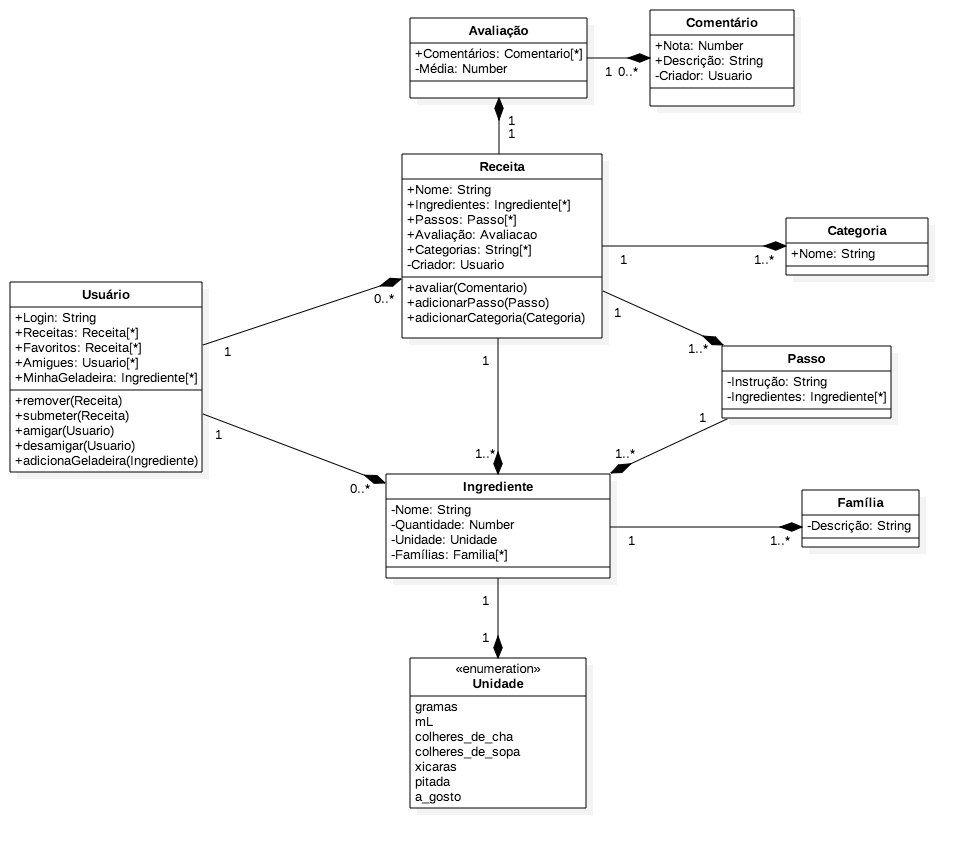 Avaliação
+Comentários: Comentario[*]
-Média: Number
Comentário
+Nota: Number
+Descrição: String
-Criador: Usuario
1 0..*
1
1
Receita
+Nome: String
+Ingredientes: Ingrediente[*]
+Passos: Passo[*]
+Avaliação: Avaliacao
+Categorias: String[*]
-Criador: Usuario
+avaliar(Comentario)
+adicionarPasso(Passo)
+adicionarCategoria(Categoria)
1
1..*
Categoria
+Nome: String
Usuário
+Login: String
+Receitas: Receita[*]
+Favoritos: Receita[*]
+Amigues: Usuario[*]
+MinhaGeladeira: Ingrediente[*]
+remover(Receita)
+submeter(Receita)
+amigar(Usuario)
+desamigar(Usuario)
+adicionaGeladeira(Ingrediente)
1
0..*
1
0..*
1
1..*
1
1..*
Passo
-Instrução: String
-Ingredientes: Ingrediente[*]
1
1..*
Ingrediente
-Nome: String
-Quantidade: Number
-Unidade: Unidade
-Famílias: Familia[*]
1
1..*
Família
-Descrição: String
1
1
«enumeration»
Unidade
gramas
mL
colheres_de_cha
colheres_de_sopa
xicaras
pitada
a_gosto